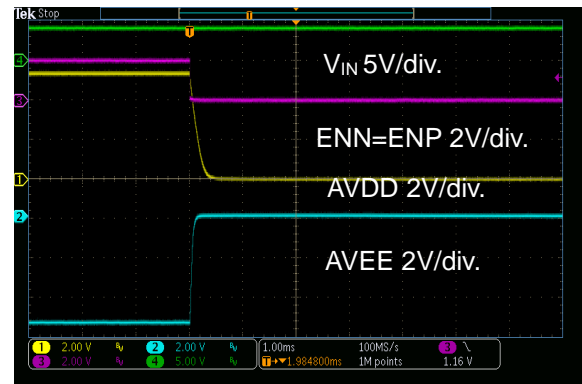 Tek Stop
T
T
4
VIN 5V/div.
3
ENN=ENP 2V/div.
1
AVDD 2V/div.
2
AVEE 2V/div.
1 2.00 V 2 2.00 V 1.00ms 100MS/s 3
3 2.00 V 4 5.00 V T→▼1.984800ms 1M points 1.16 V